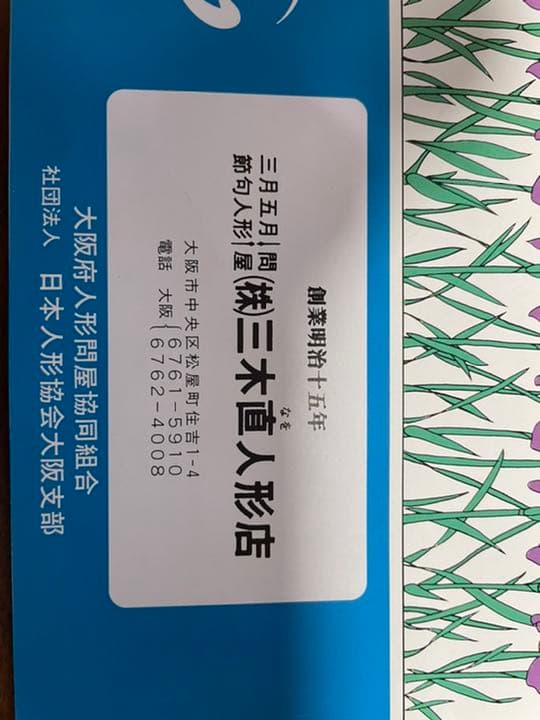 創業明治十五年
三月五月
節句人形
問
屋
(株)三木直人形店
なを
大阪市中央区松屋町住吉1-4
電話 大阪
6761-5910
6762-4008
大阪府人形問屋協同組合
社団法人 日本人形協会大阪支部